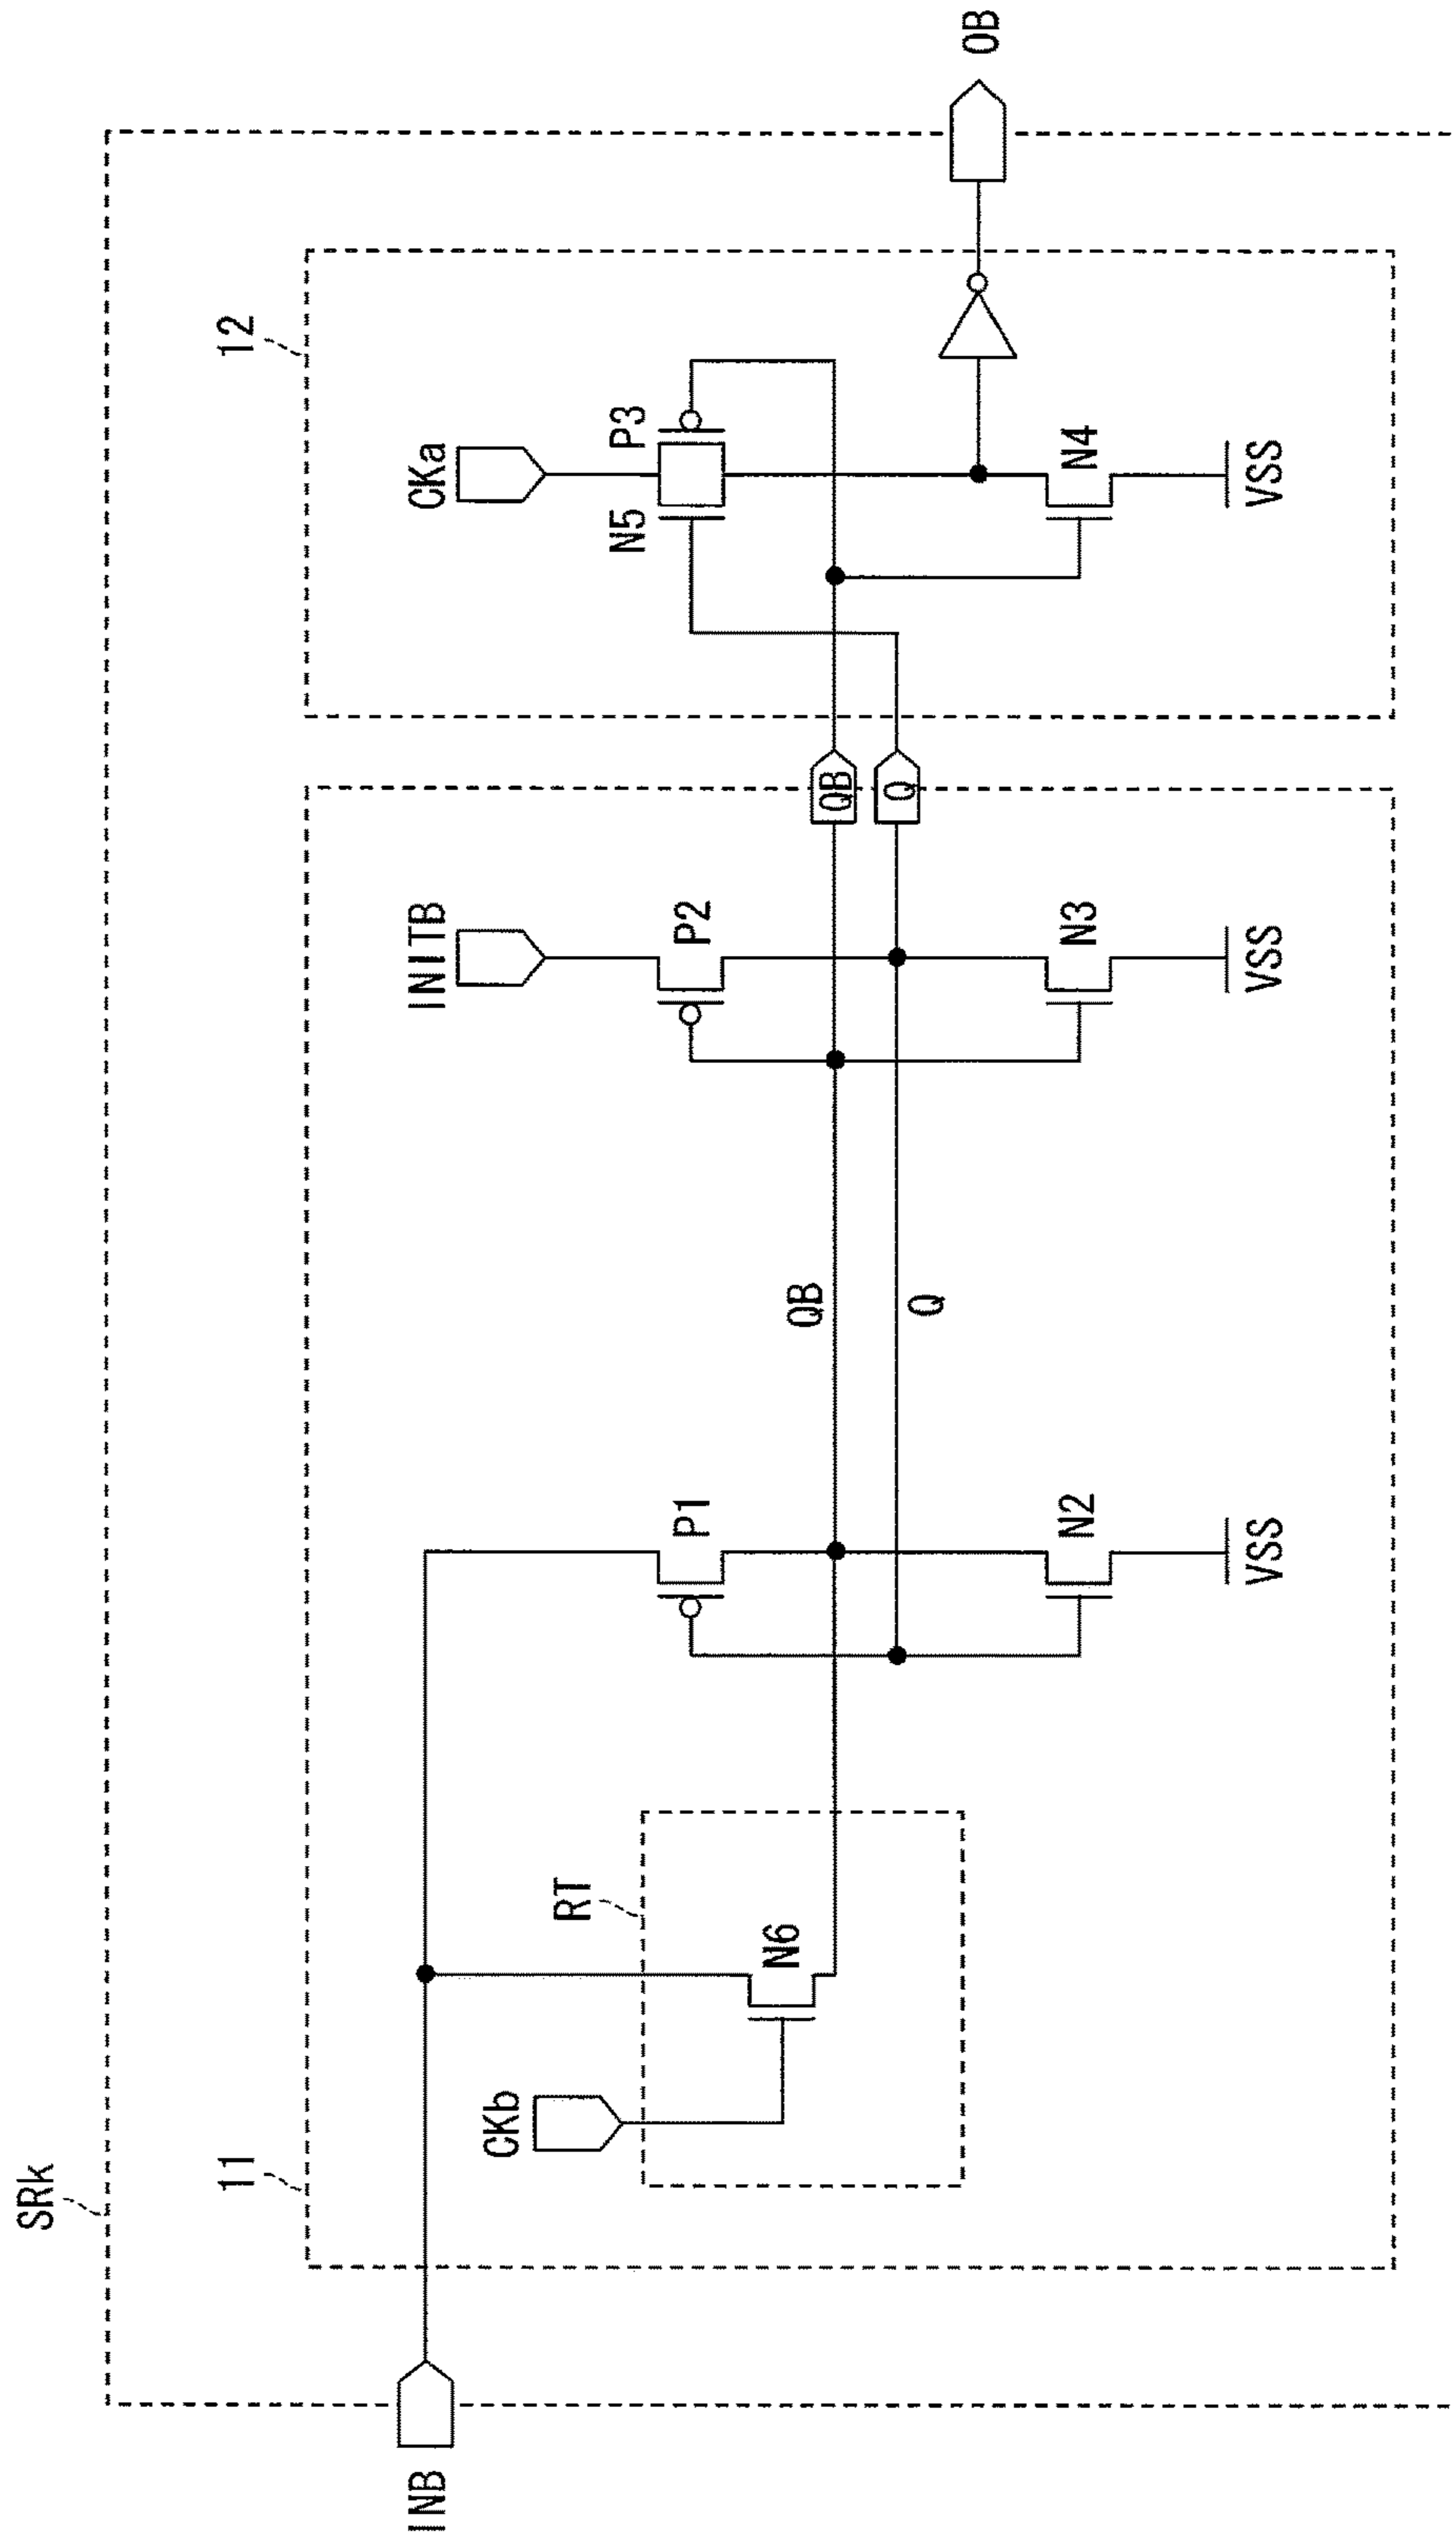 SRk
11
12
INB
CKb
RT
N6
P1
N2
VSS
QB
Q
INITB
P2
N3
VSS
QB
Q
CKa
N5
P3
N4
VSS
OB